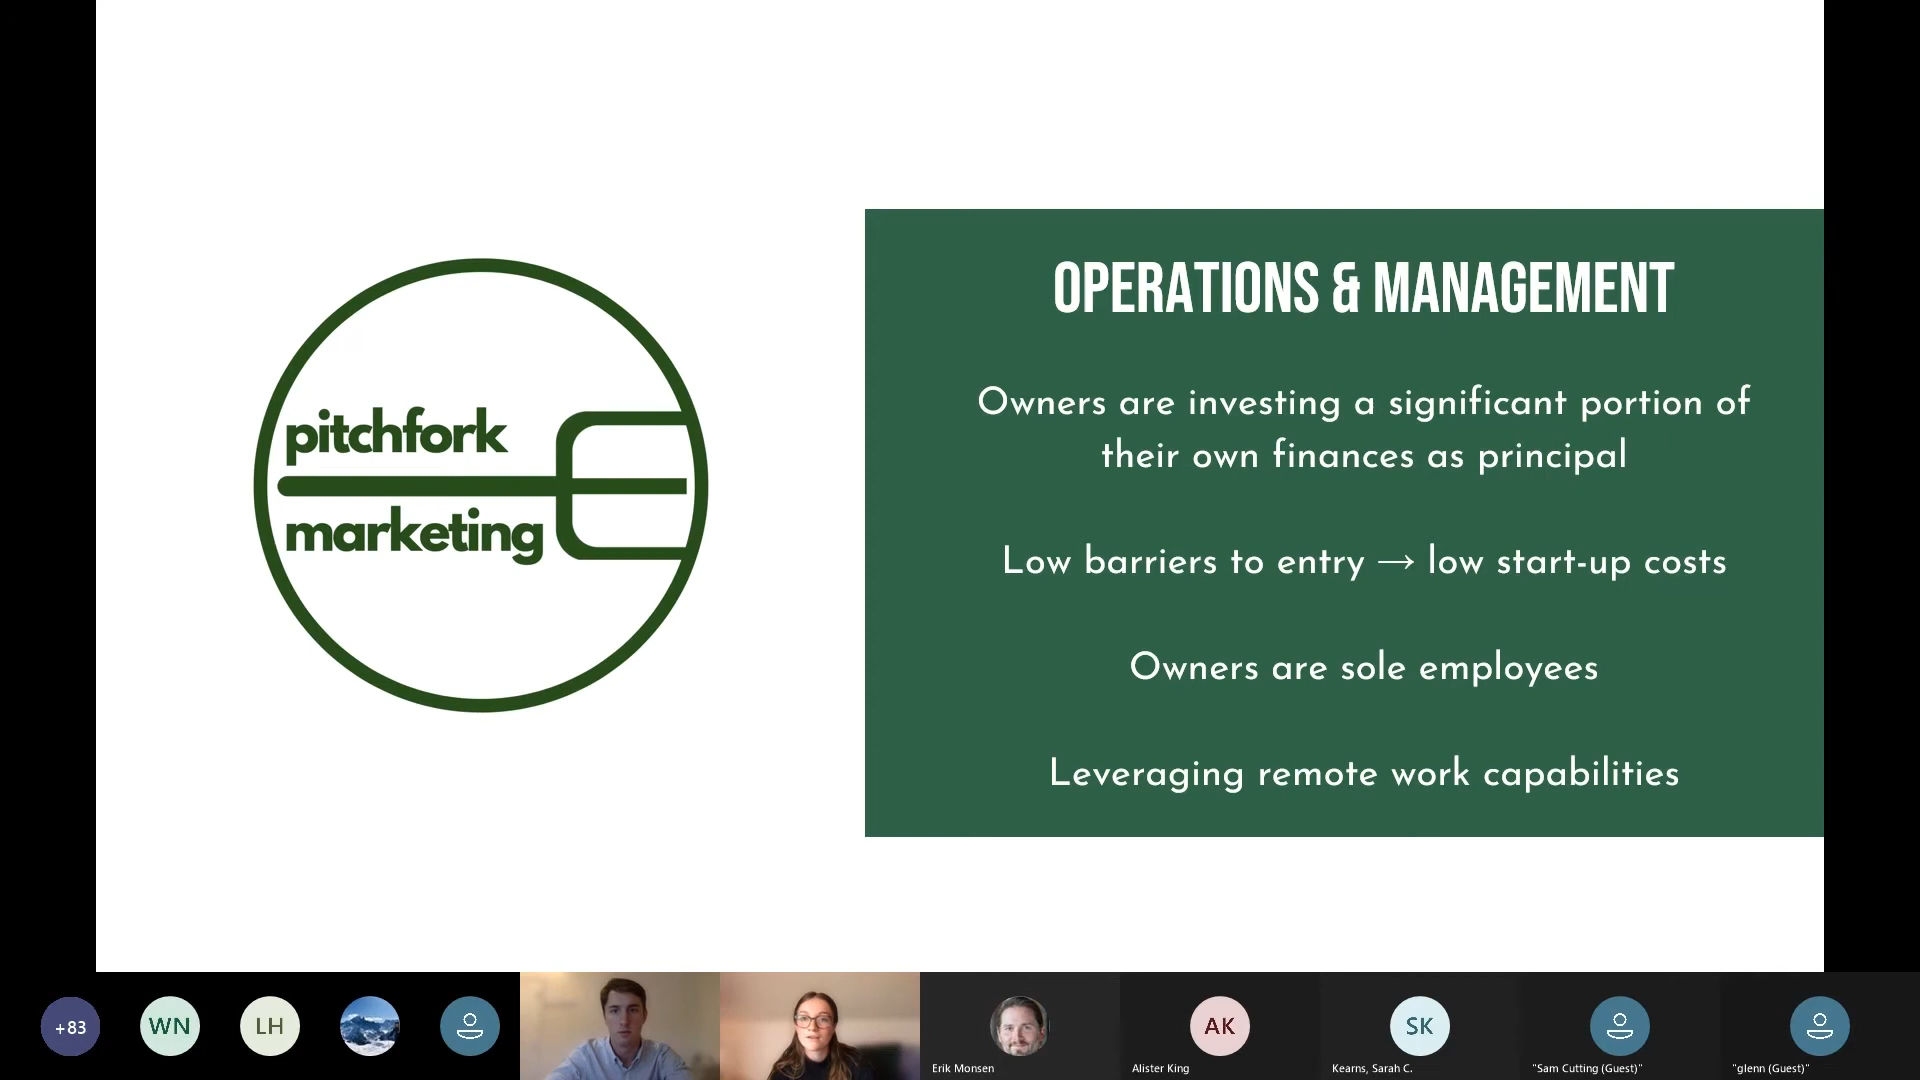 pitchfork
marketing
OPERATIONS & MANAGEMENT
Owners are investing a significant portion of
their own finances as principal
Low barriers to entry → low start-up costs
Owners are sole employees
Leveraging remote work capabilities
+83
WN
LH
AK
SK
Erik Monsen
Alister King
Kearns, Sarah C.
"Sam Cutting (Guest)"
"glenn (Guest)"